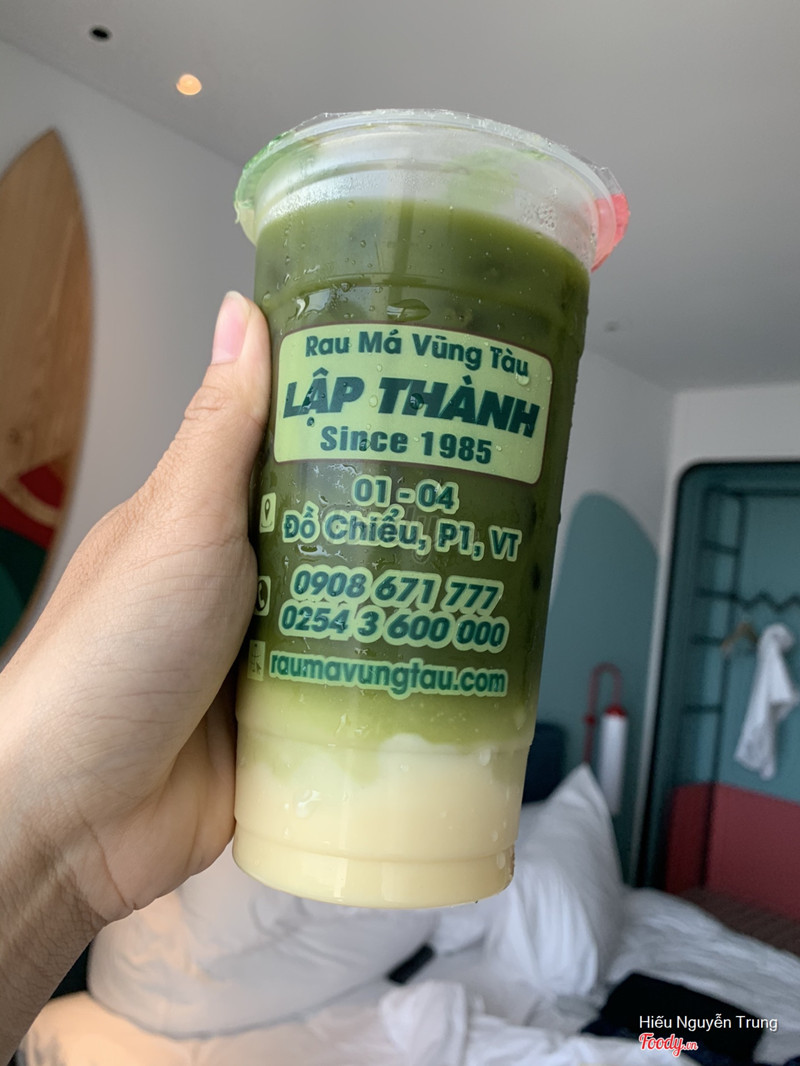 Rau Má Vũng Tàu
LẬP THÀNH
Since 1985
01 - 04
Đồ Chiểu, P1, VT
0908 671 777
0254 3 600 000
raumavungtau.com
Hiếu Nguyễn Trung
Foody.vn